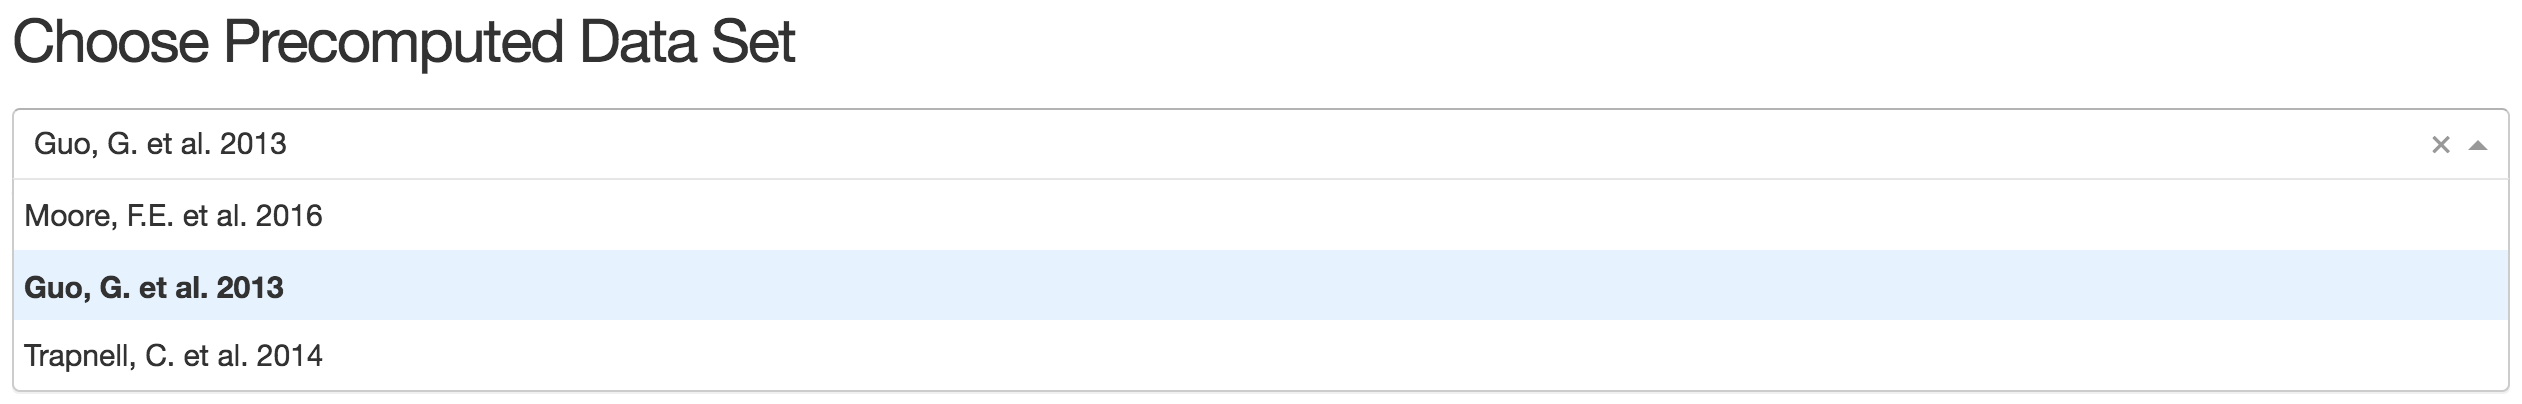 Choose Precomputed Data Set
Guo, G. et al. 2013
Moore, F.E. et al. 2016
Guo, G. et al. 2013
Trapnell, C. et al. 2014